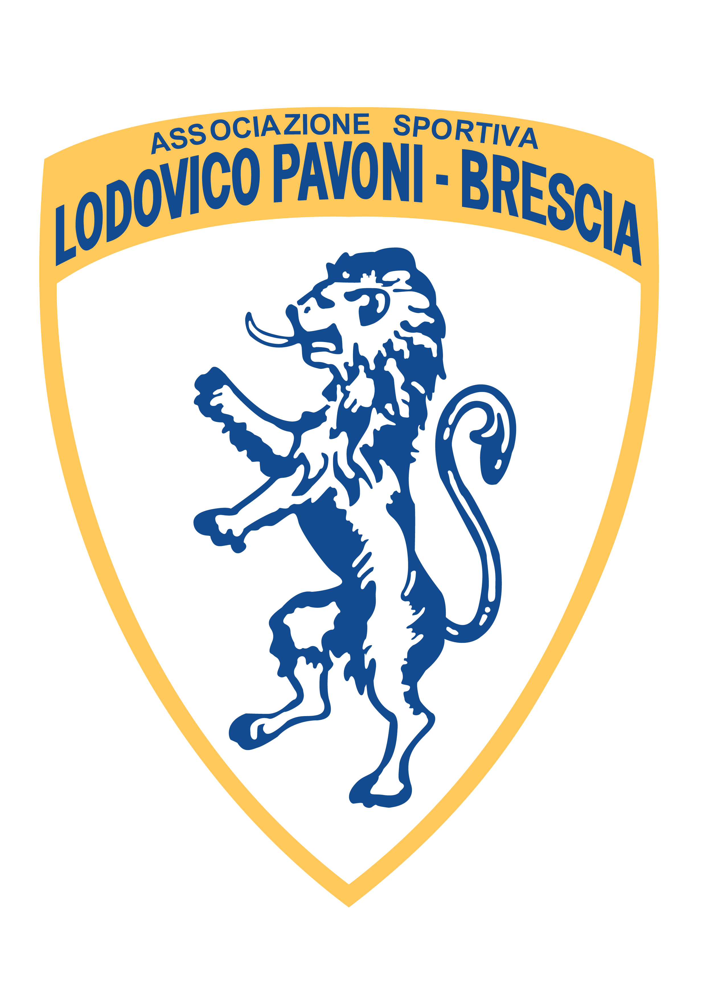 ASSOCIAZIONE SPORTIVA
LODOVICO PAVONI - BRESCIA